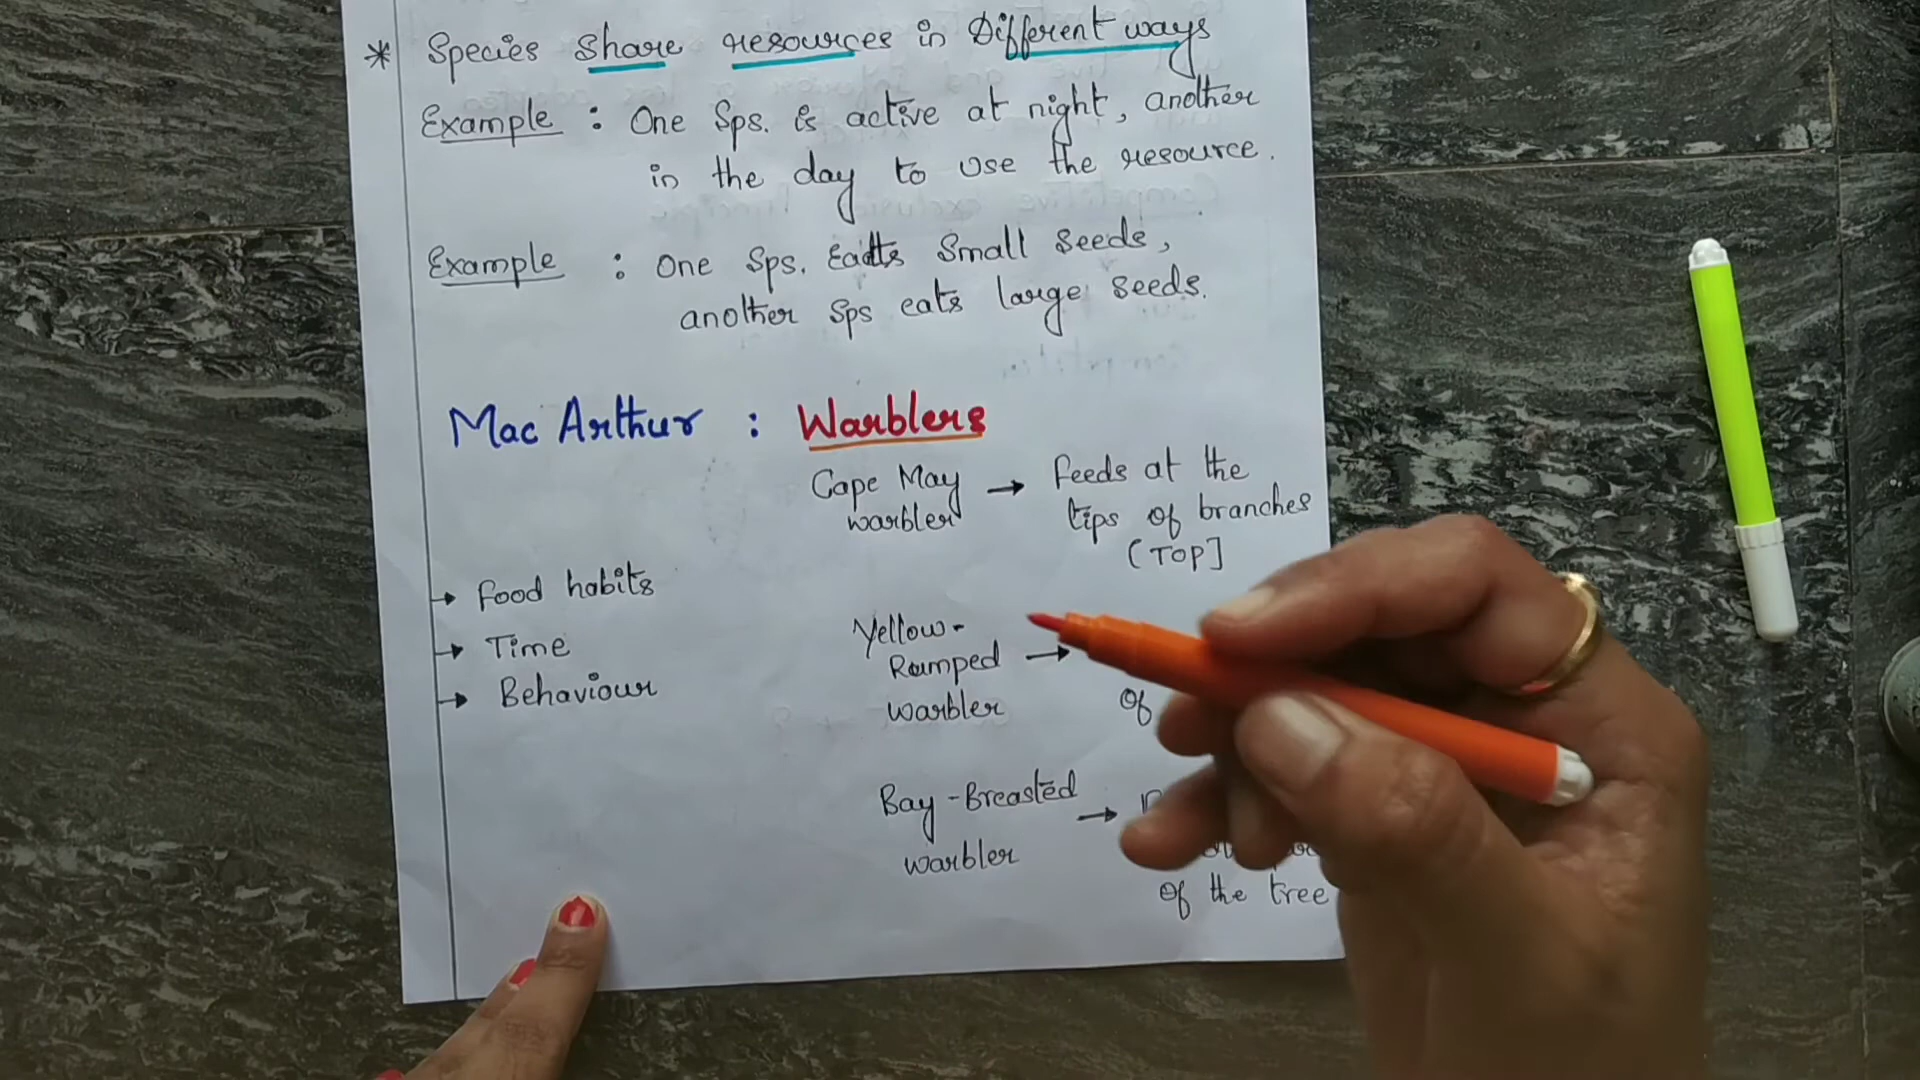 * Species share resources in Different ways
Example : One Sps. is active at night, another
in the day to use the resource.
Example : One Sps. Eats Small seeds,
another Sps eats large seeds.
Mac Arthur : Warblers
Cape May → feeds at the
warbler tips of branches
(TOP]
→ food habits
→ Time
→ Behaviour
Yellow-
Rumped →
warbler of
Bay-Breasted →
warbler
of the tree